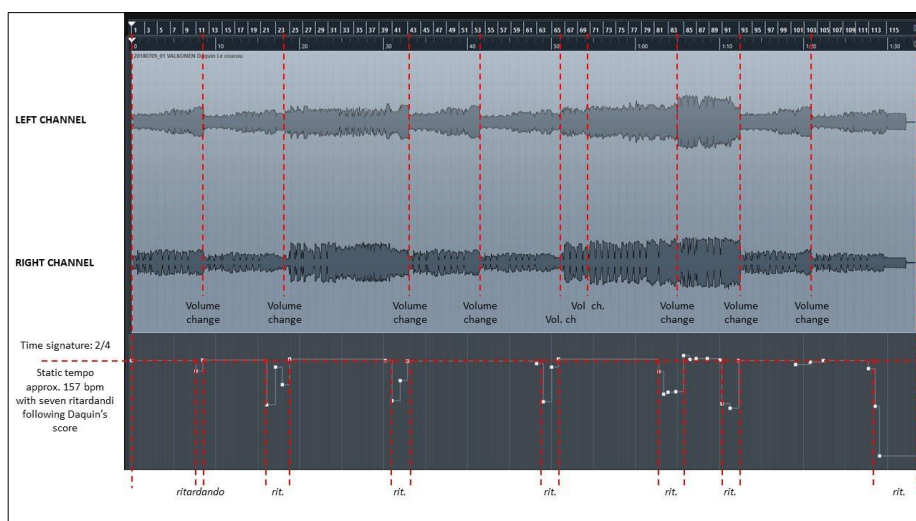 1 3 5 7 9 11 13 15 17 19 21 23 25 27 29 31 33 35 37 39 41 43 45 47 49 51 53 55 57 59 61 63 65 67 69 71 73 75 77 79 81 83 85 87 89 91 93 95 97 99 101 103 105 107 109 111 113 115
0 10 20 30 40 50 1:00 1:10 1:20 1:30
20180709_01 VALKONEN Daquin Le coucou
LEFT CHANNEL
RIGHT CHANNEL
Volume Volume Volume Volume Vol ch. Volume Volume Volume
change change change change Vol. ch change change change
Time signature: 2/4
Static tempo
approx. 157 bpm
with seven ritardandi
following Daquin's
score
ritardando rit. rit. rit. rit. rit. rit.